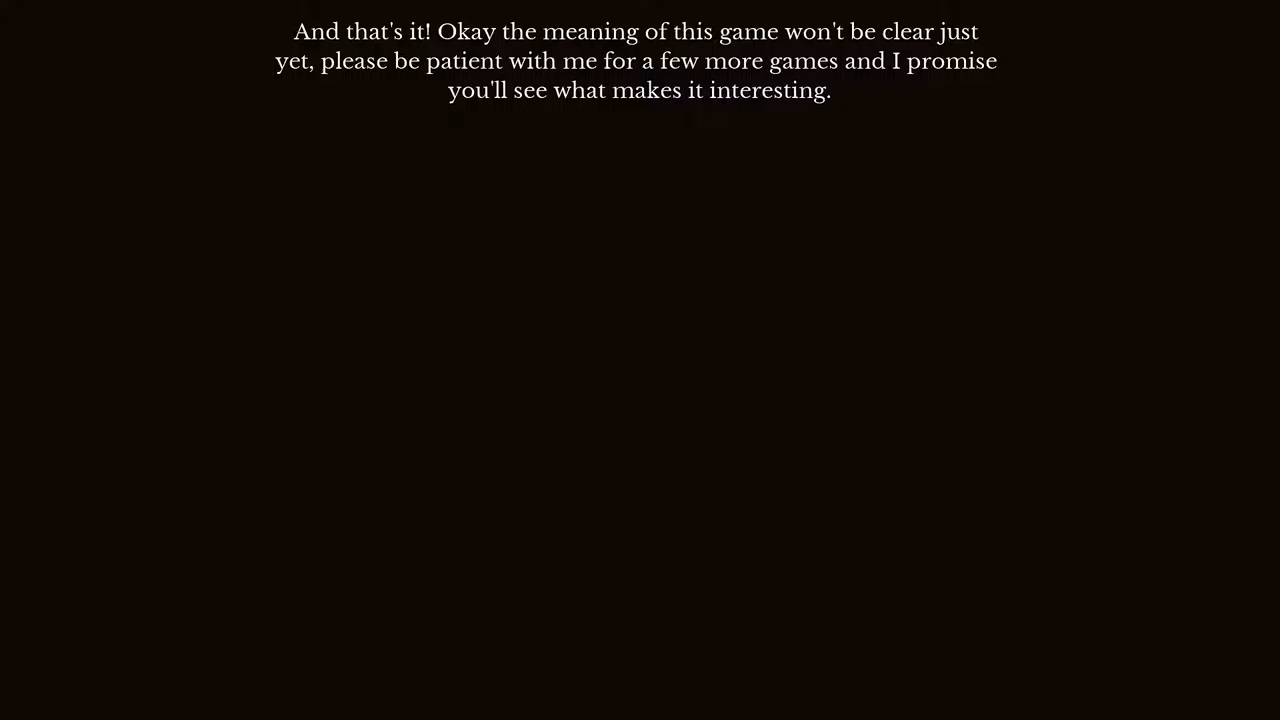 And that's it! Okay the meaning of this game won't be clear just
yet, please be patient with me for a few more games and I promise
you'll see what makes it interesting.